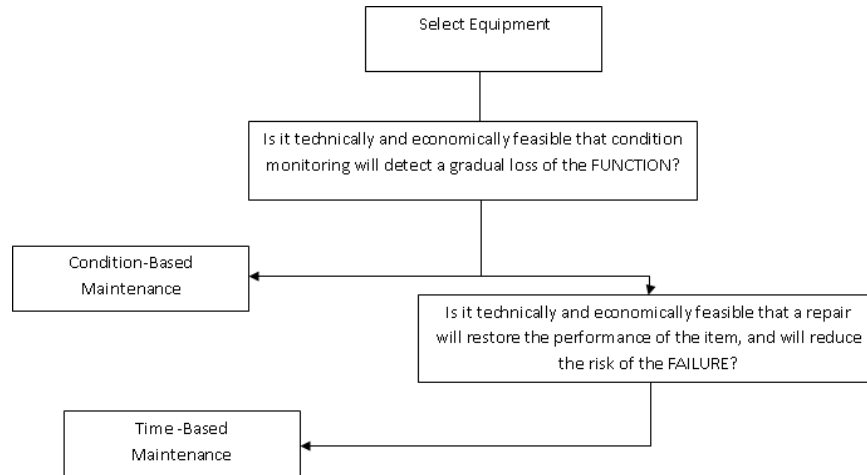 Select Equipment
Is it technically and economically feasible that condition
monitoring will detect a gradual loss of the FUNCTION?
Condition-Based
Maintenance
Is it technically and economically feasible that a repair
will restore the performance of the item, and will reduce
the risk of the FAILURE?
Time -Based
Maintenance